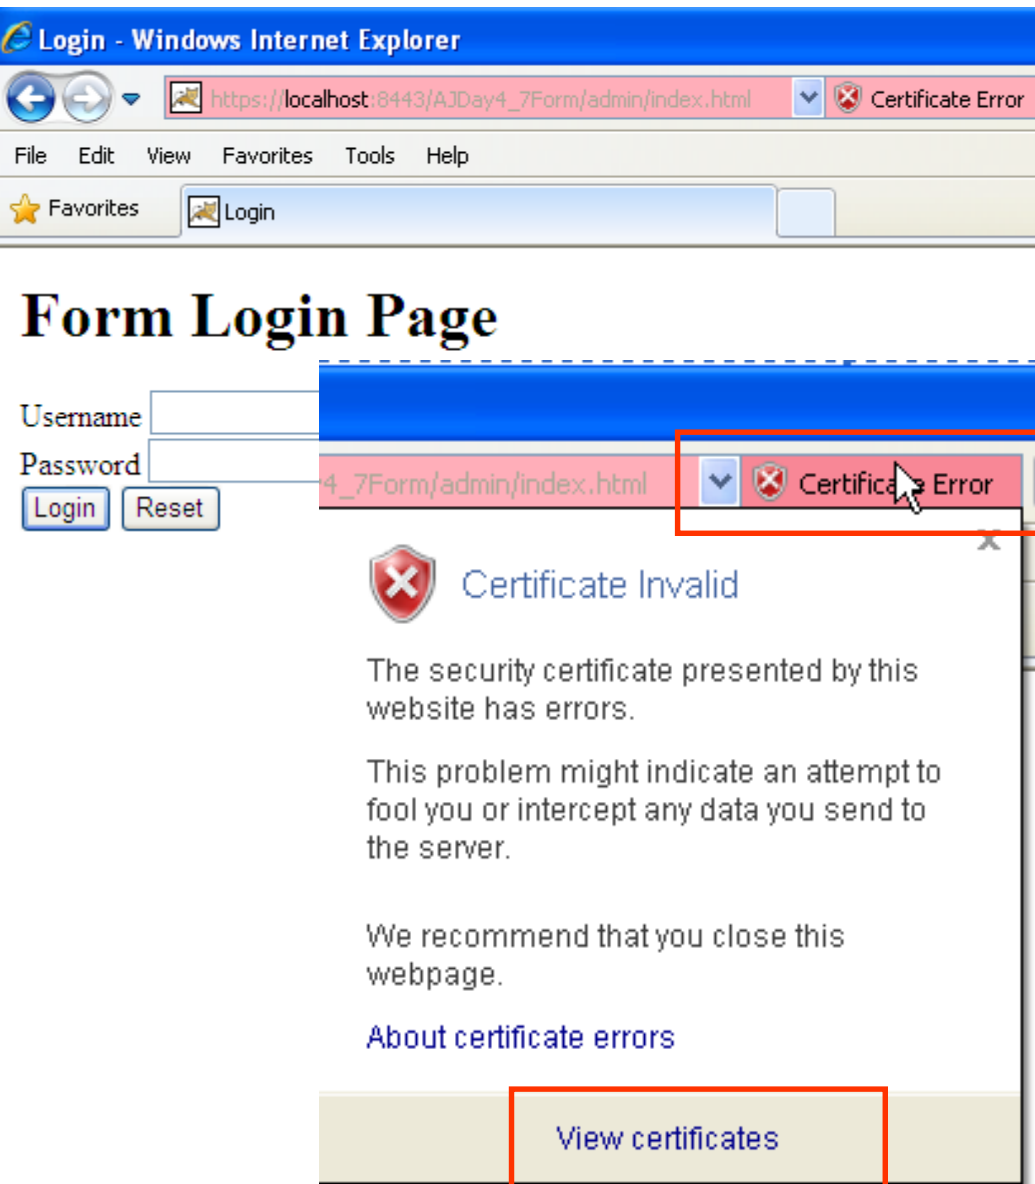 Login - Windows Internet Explorer
https://localhost:8443/AJDay4_7Form/admin/index.html Certificate Error
File Edit View Favorites Tools Help
Favorites Login
Form Login Page
Username
Password
Login Reset
4_7Form/admin/index.html Certificate Error
x
Certificate Invalid
The security certificate presented by this
website has errors.
This problem might indicate an attempt to
fool you or intercept any data you send to
the server.
We recommend that you close this
webpage.
About certificate errors
View certificates